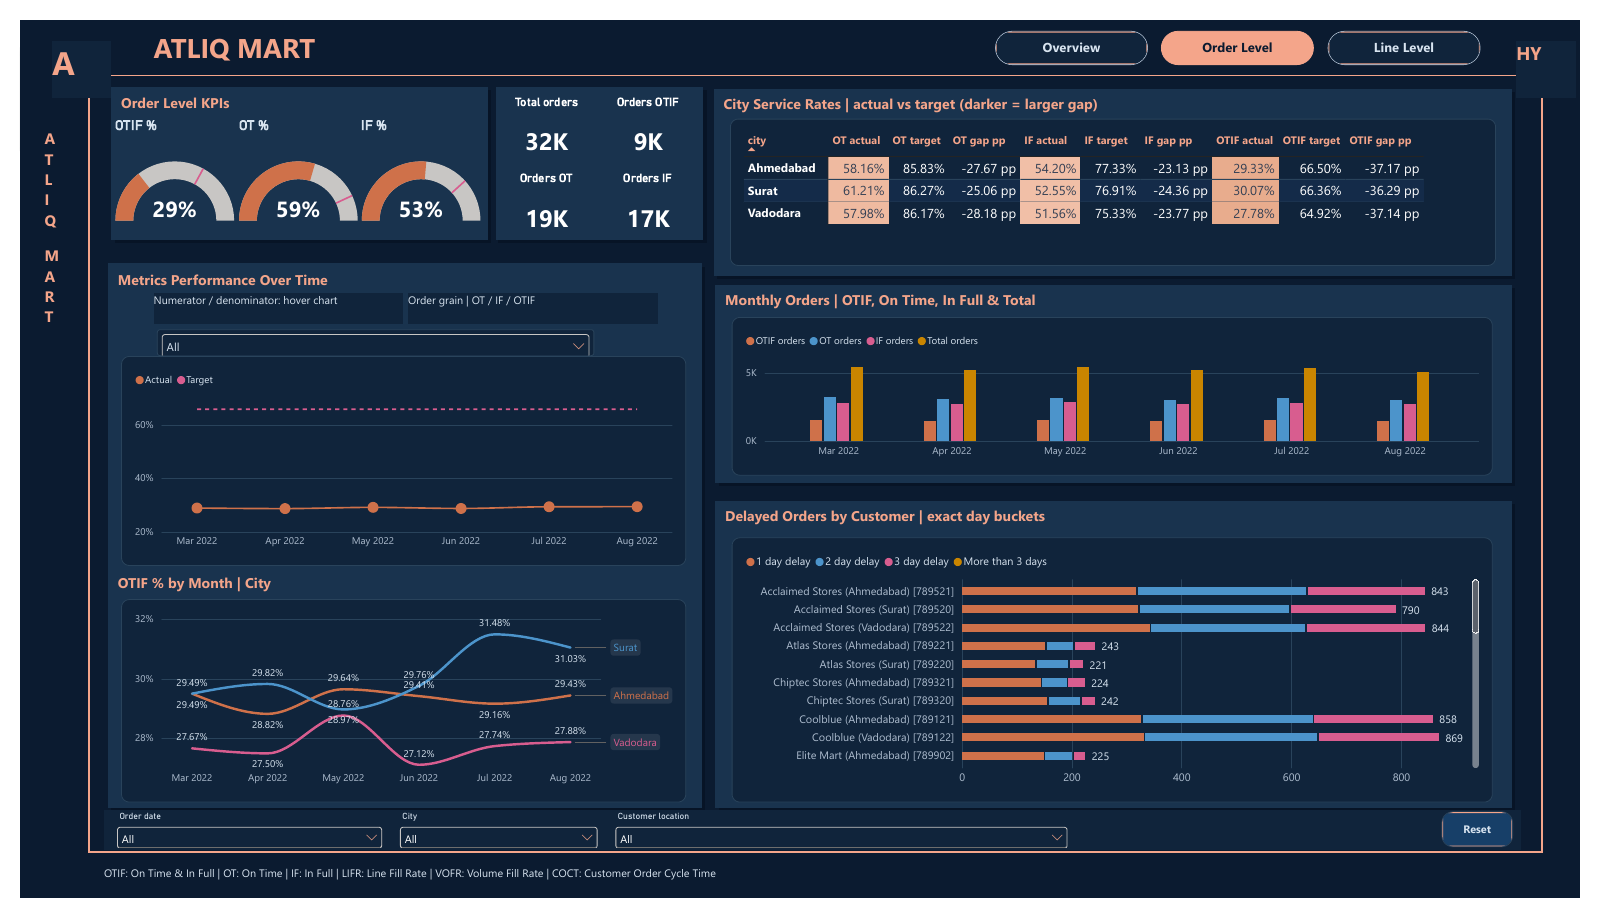 A
ATLIQ MART
Overview
Order Level
Line Level
HY
A
T
L
I
Q
M
A
R
T
Order Level KPIs
OTIF %
OT %
IF %
29%
59%
53%
Total orders
Orders OTIF
32K
9K
Orders OT
Orders IF
19K
17K
City Service Rates | actual vs target (darker = larger gap)
city OT actual OT target OT gap pp IF actual IF target IF gap pp OTIF actual OTIF target OTIF gap pp
Ahmedabad 58.16% 85.83% -27.67 pp 54.20% 77.33% -23.13 pp 29.33% 66.50% -37.17 pp
Surat 61.21% 86.27% -25.06 pp 52.55% 76.91% -24.36 pp 30.07% 66.36% -36.29 pp
Vadodara 57.98% 86.17% -28.18 pp 51.56% 75.33% -23.77 pp 27.78% 64.92% -37.14 pp
Metrics Performance Over Time
Numerator / denominator: hover chart
Order grain | OT / IF / OTIF
All
Actual Target
60%
40%
20%
Mar 2022 Apr 2022 May 2022 Jun 2022 Jul 2022 Aug 2022
OTIF % by Month | City
32%
30%
28%
29.49%
29.49%
27.67%
29.82%
28.82%
27.50%
29.64%
28.76%
28.97%
29.76%
29.41%
27.12%
31.48%
29.16%
27.74%
31.03%
29.43%
27.88%
Surat
Ahmedabad
Vadodara
Mar 2022 Apr 2022 May 2022 Jun 2022 Jul 2022 Aug 2022
Monthly Orders | OTIF, On Time, In Full & Total
OTIF orders OT orders IF orders Total orders
5K
0K
Mar 2022 Apr 2022 May 2022 Jun 2022 Jul 2022 Aug 2022
Delayed Orders by Customer | exact day buckets
1 day delay 2 day delay 3 day delay More than 3 days
Acclaimed Stores (Ahmedabad) [789521] 843
Acclaimed Stores (Surat) [789520] 790
Acclaimed Stores (Vadodara) [789522] 844
Atlas Stores (Ahmedabad) [789221] 243
Atlas Stores (Surat) [789220] 221
Chiptec Stores (Ahmedabad) [789321] 224
Chiptec Stores (Surat) [789320] 242
Coolblue (Ahmedabad) [789121] 858
Coolblue (Vadodara) [789122] 869
Elite Mart (Ahmedabad) [789902] 225
0 200 400 600 800
Order date
All
City
All
Customer location
All
Reset
OTIF: On Time & In Full | OT: On Time | IF: In Full | LIFR: Line Fill Rate | VOFR: Volume Fill Rate | COCT: Customer Order Cycle Time